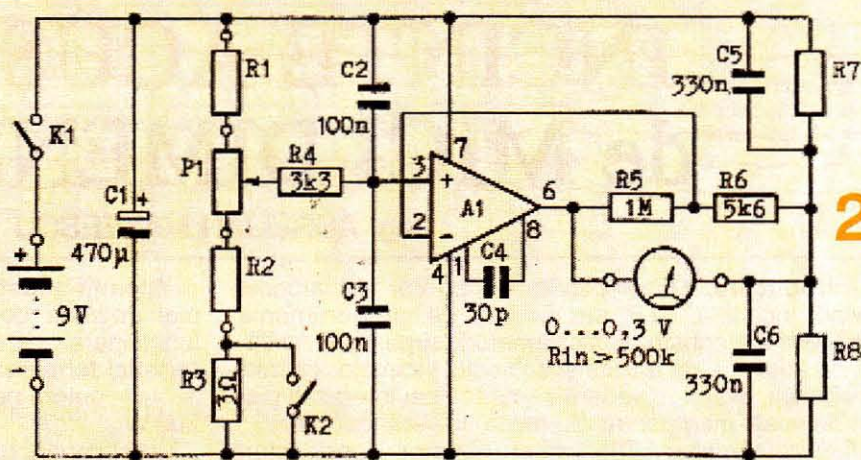 K1
+
9V
-
C1
+
470µ
R1
P1
R2
R3
3Ω
K2
R4
3k3
C2
100n
C3
100n
3
+
2
-
A1
7
6
8
4
1
C4
30p
R5
1M
R6
5k6
0...0,3 V
Rin>500k
C5
330n
R7
C6
330n
R8
2